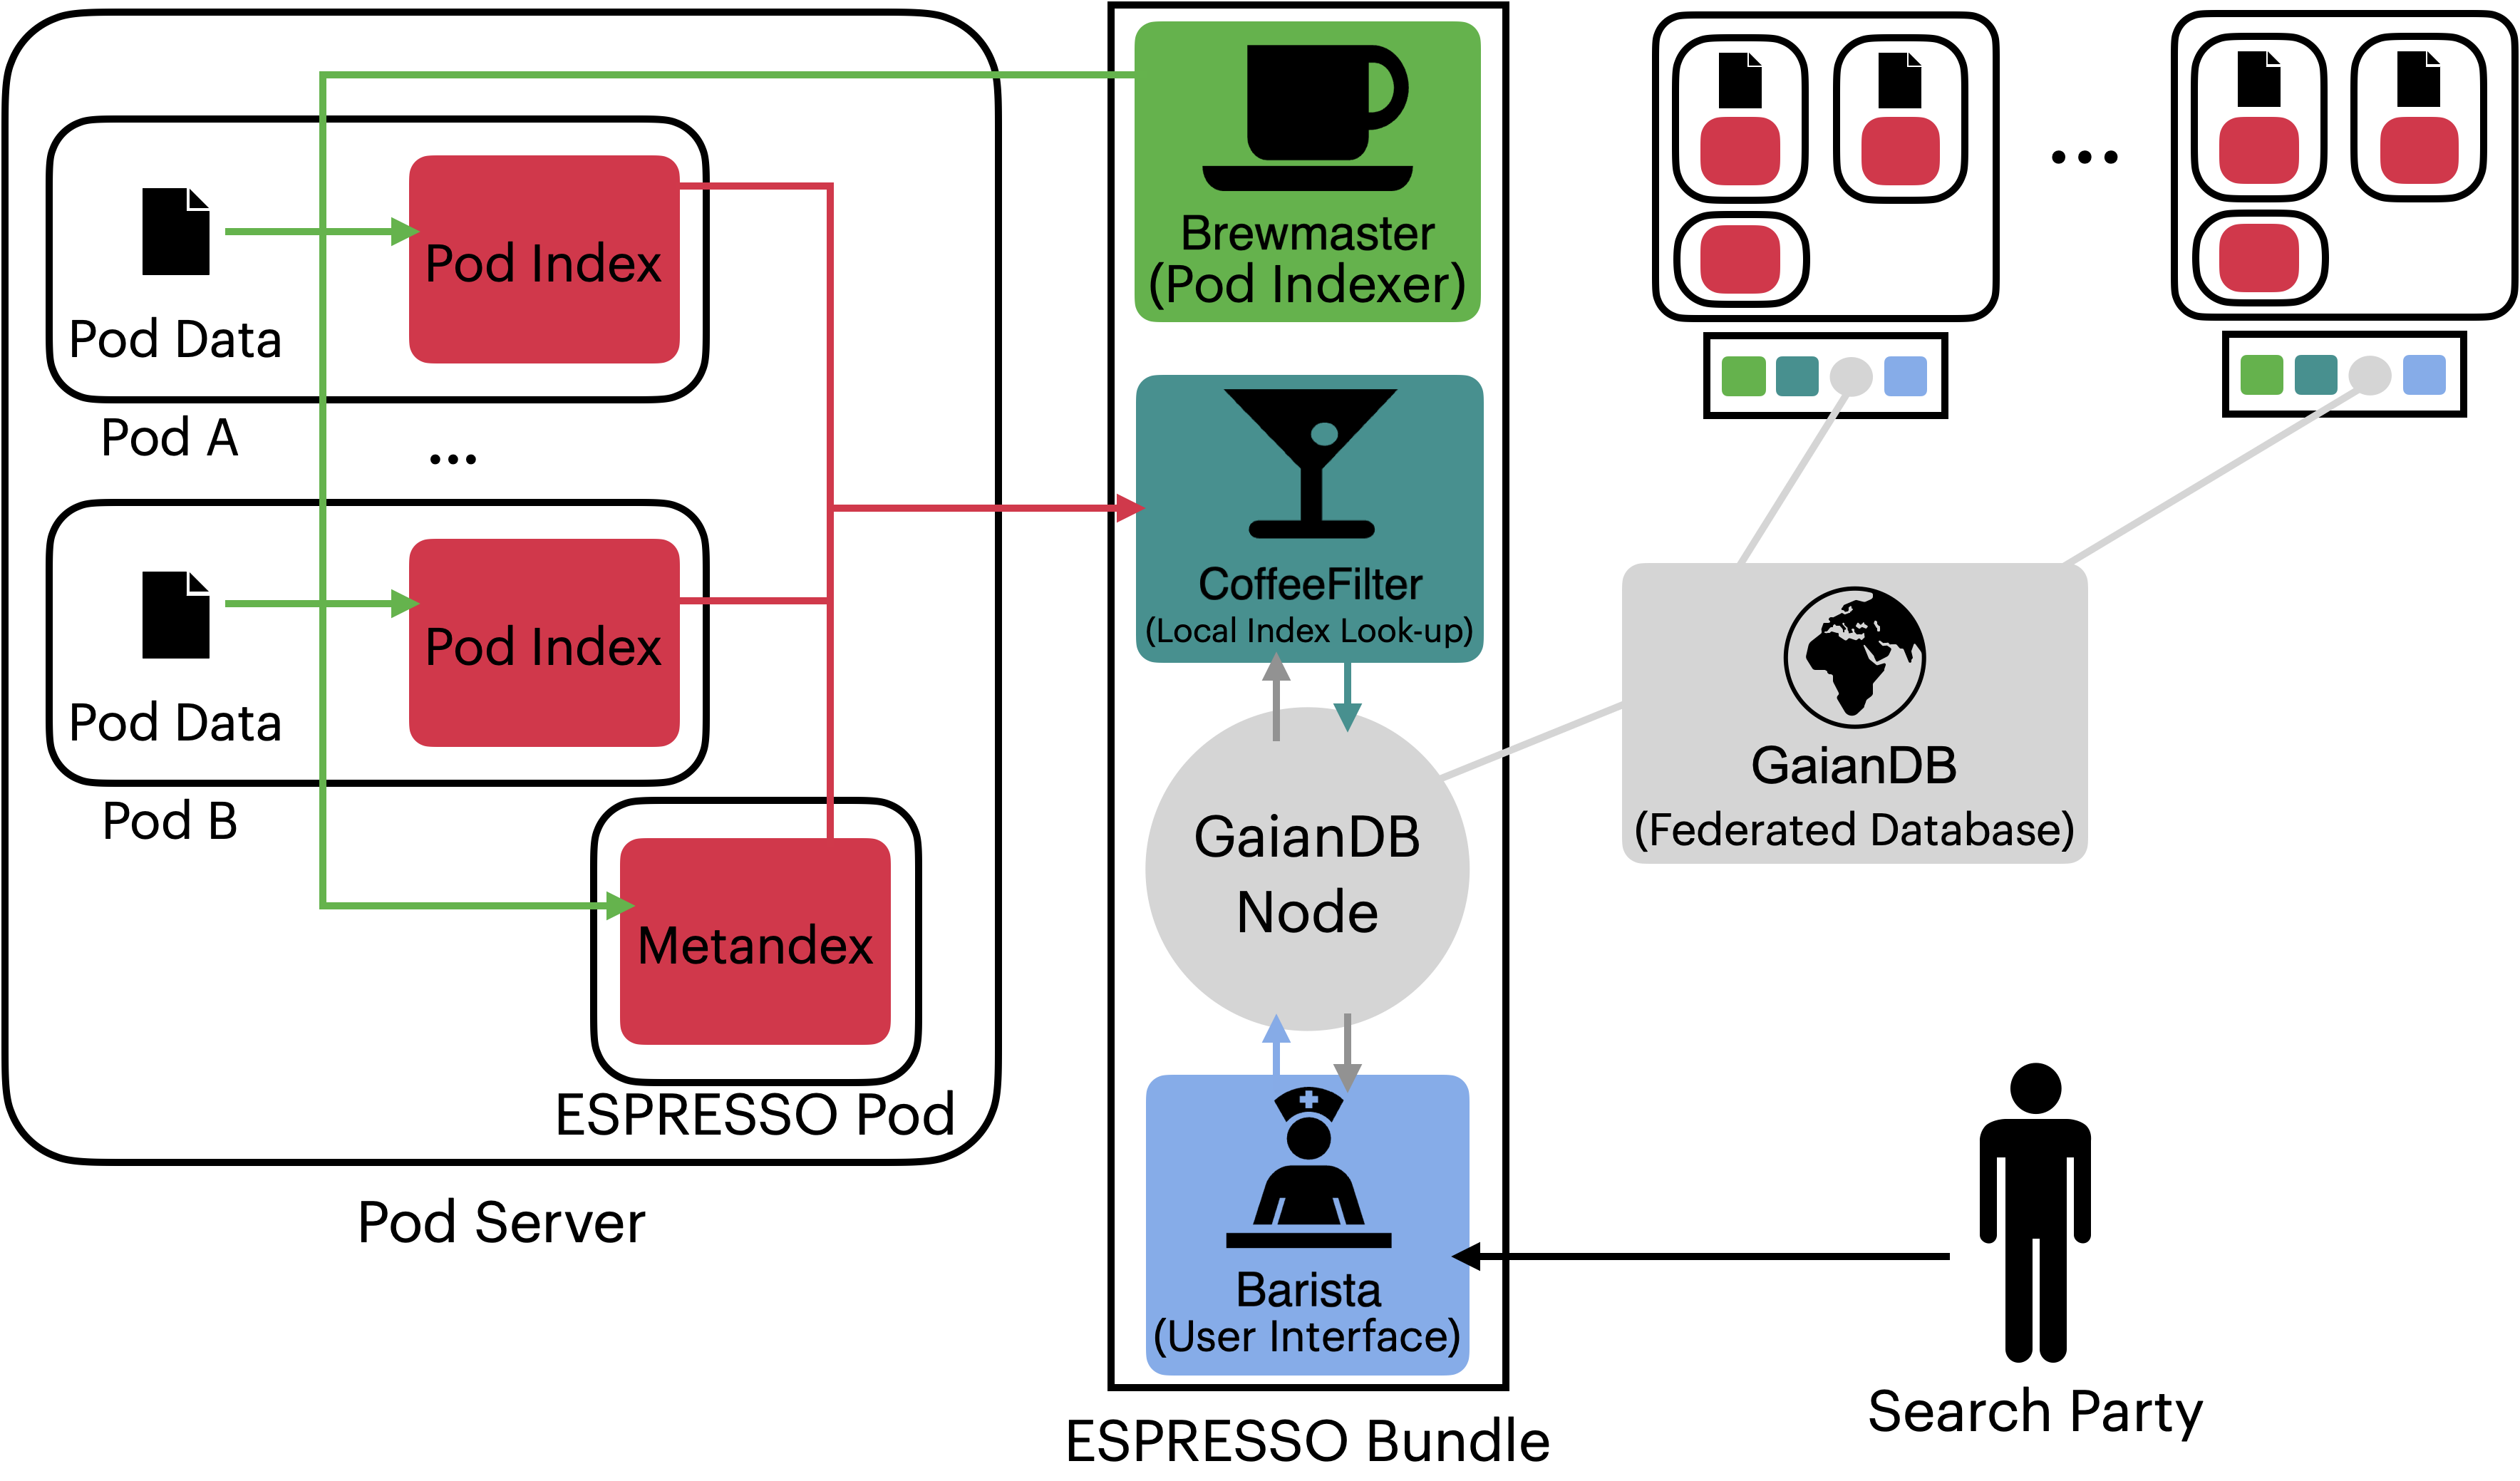 Pod Index
Pod Data
Pod A
...
Pod Index
Pod Data
Pod B
Metandex
ESPRESSO Pod
Pod Server
Brewmaster
(Pod Indexer)
CoffeeFilter
(Local Index Look-up)
GaianDB
Node
Barista
(User Interface)
ESPRESSO Bundle
...
GaianDB
(Federated Database)
Search Party